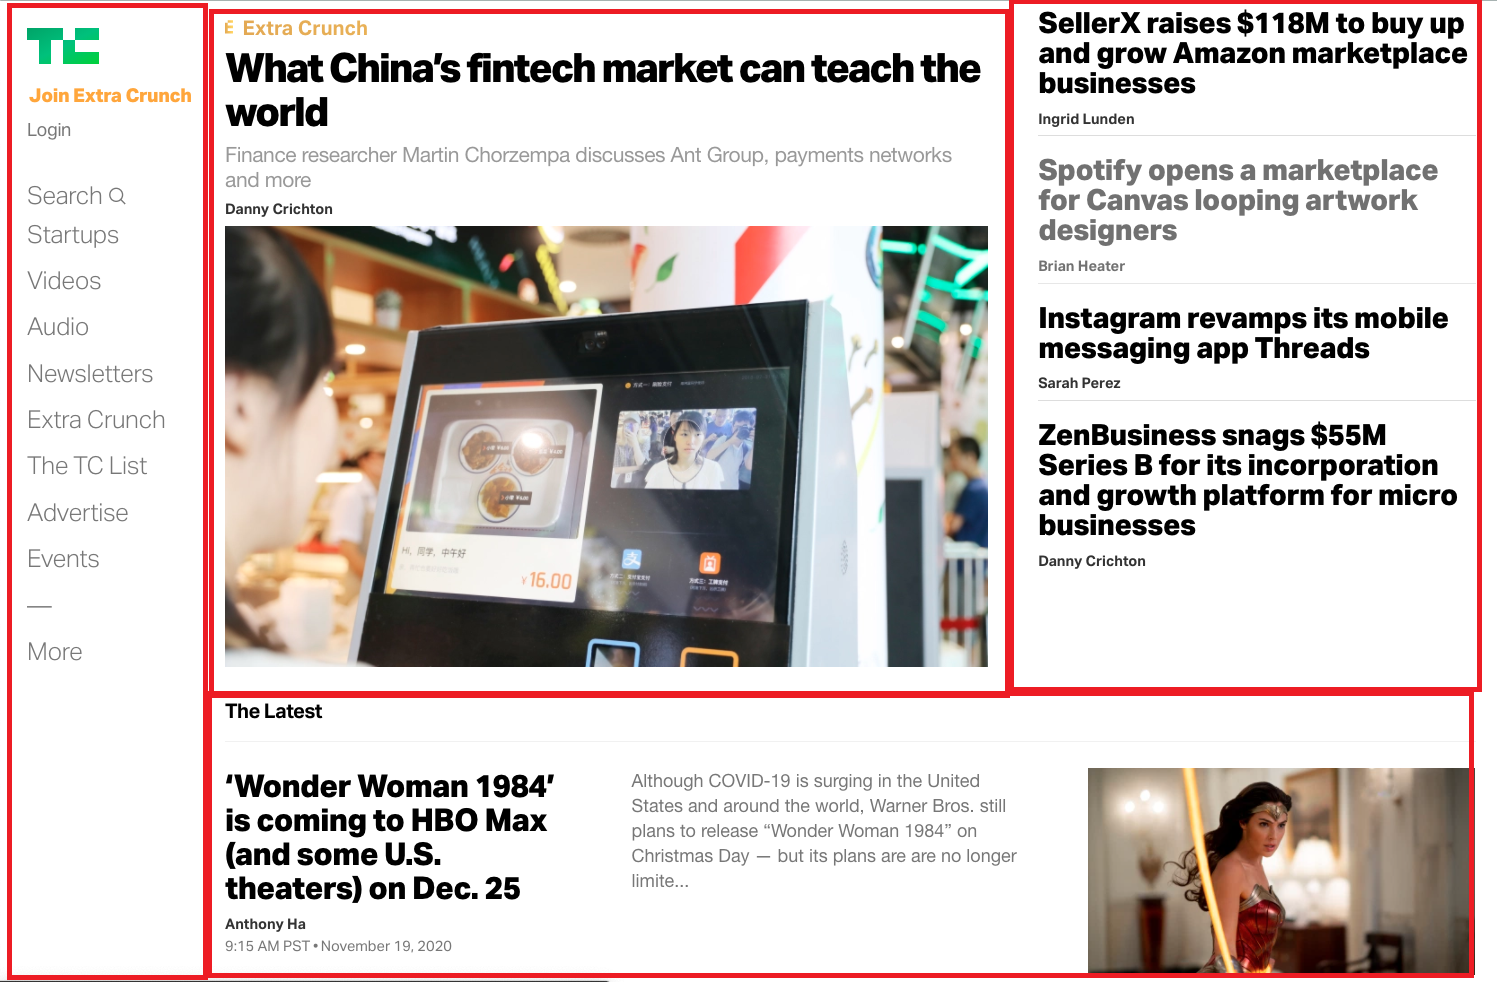 TC
Join Extra Crunch
Login
Search
Startups
Videos
Audio
Newsletters
Extra Crunch
The TC List
Advertise
Events
—
More
E Extra Crunch
What China’s fintech market can teach the
world
Finance researcher Martin Chorzempa discusses Ant Group, payments networks
and more
Danny Crichton
Hi, 同学, 中午好
¥16.00
SellerX raises $118M to buy up
and grow Amazon marketplace
businesses
Ingrid Lunden
Spotify opens a marketplace
for Canvas looping artwork
designers
Brian Heater
Instagram revamps its mobile
messaging app Threads
Sarah Perez
ZenBusiness snags $55M
Series B for its incorporation
and growth platform for micro
businesses
Danny Crichton
The Latest
‘Wonder Woman 1984’
is coming to HBO Max
(and some U.S.
theaters) on Dec. 25
Anthony Ha
9:15 AM PST • November 19, 2020
Although COVID-19 is surging in the United
States and around the world, Warner Bros. still
plans to release “Wonder Woman 1984” on
Christmas Day — but its plans are are no longer
limite...